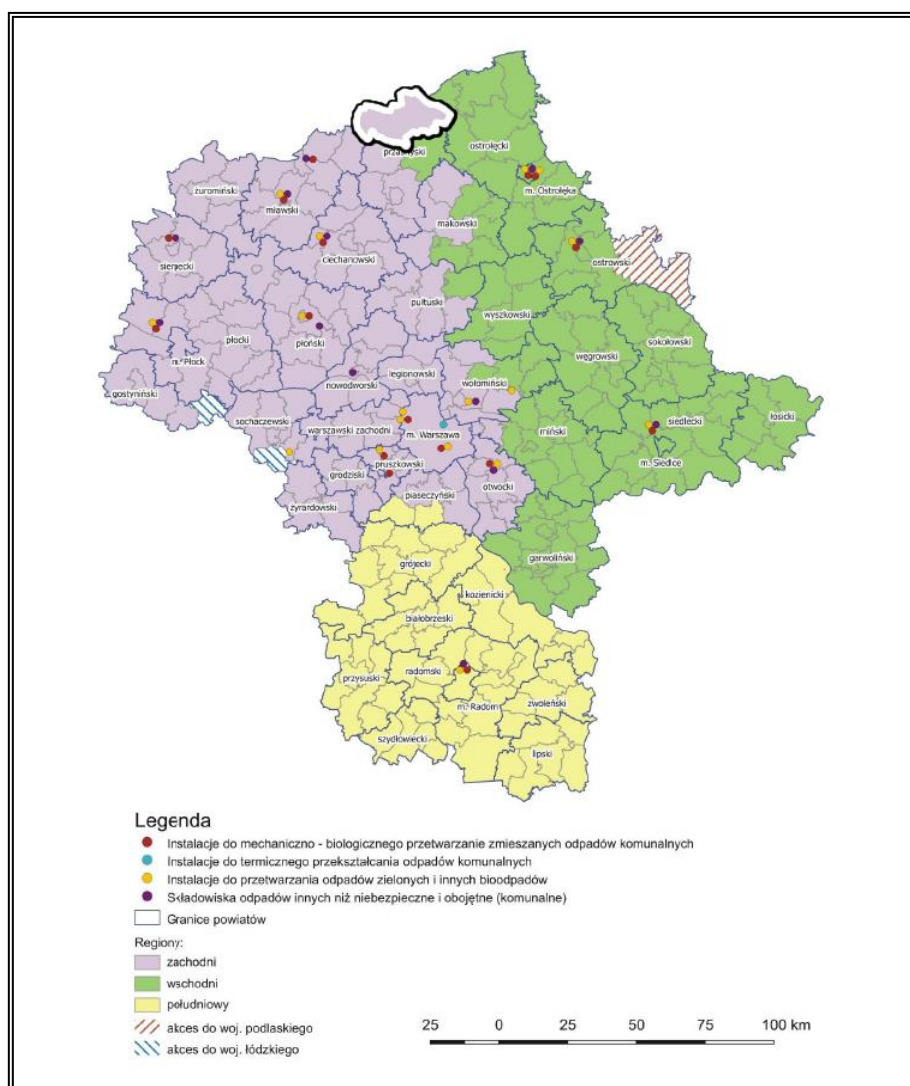 ostrołęcki
przasnyski
m. Ostrołęka
żuromiński
mławski
makowski
ciechanowski
ostrowski
sierpecki
pułtuski
wyszkowski
płoński
sokołowski
płocki
węgrowski
m. Płock
legionowski
nowodworski
wołomiński
gostyniński
sochaczewski
łosicki
siedlecki
warszawski zachodni
m. Warszawa
miński
pruszkowski
m. Siedlce
grodziski
otwocki
piaseczyński
żyrardowski
garwoliński
grójecki
kozienicki
białobrzeski
radomski
przysuski
zwoleński
m. Radom
szydłowiecki
lipski
Legenda
Instalacje do mechaniczno - biologicznego przetwarzanie zmieszanych odpadów komunalnych
Instalacje do termicznego przekształcania odpadów komunalnych
Instalacje do przetwarzania odpadów zielonych i innych bioodpadów
Składowiska odpadów innych niż niebezpieczne i obojętne (komunalne)
Granice powiatów
Regiony:
zachodni
wschodni
południowy
akces do woj. podlaskiego
akces do woj. łódzkiego
25 0 25 50 75 100 km